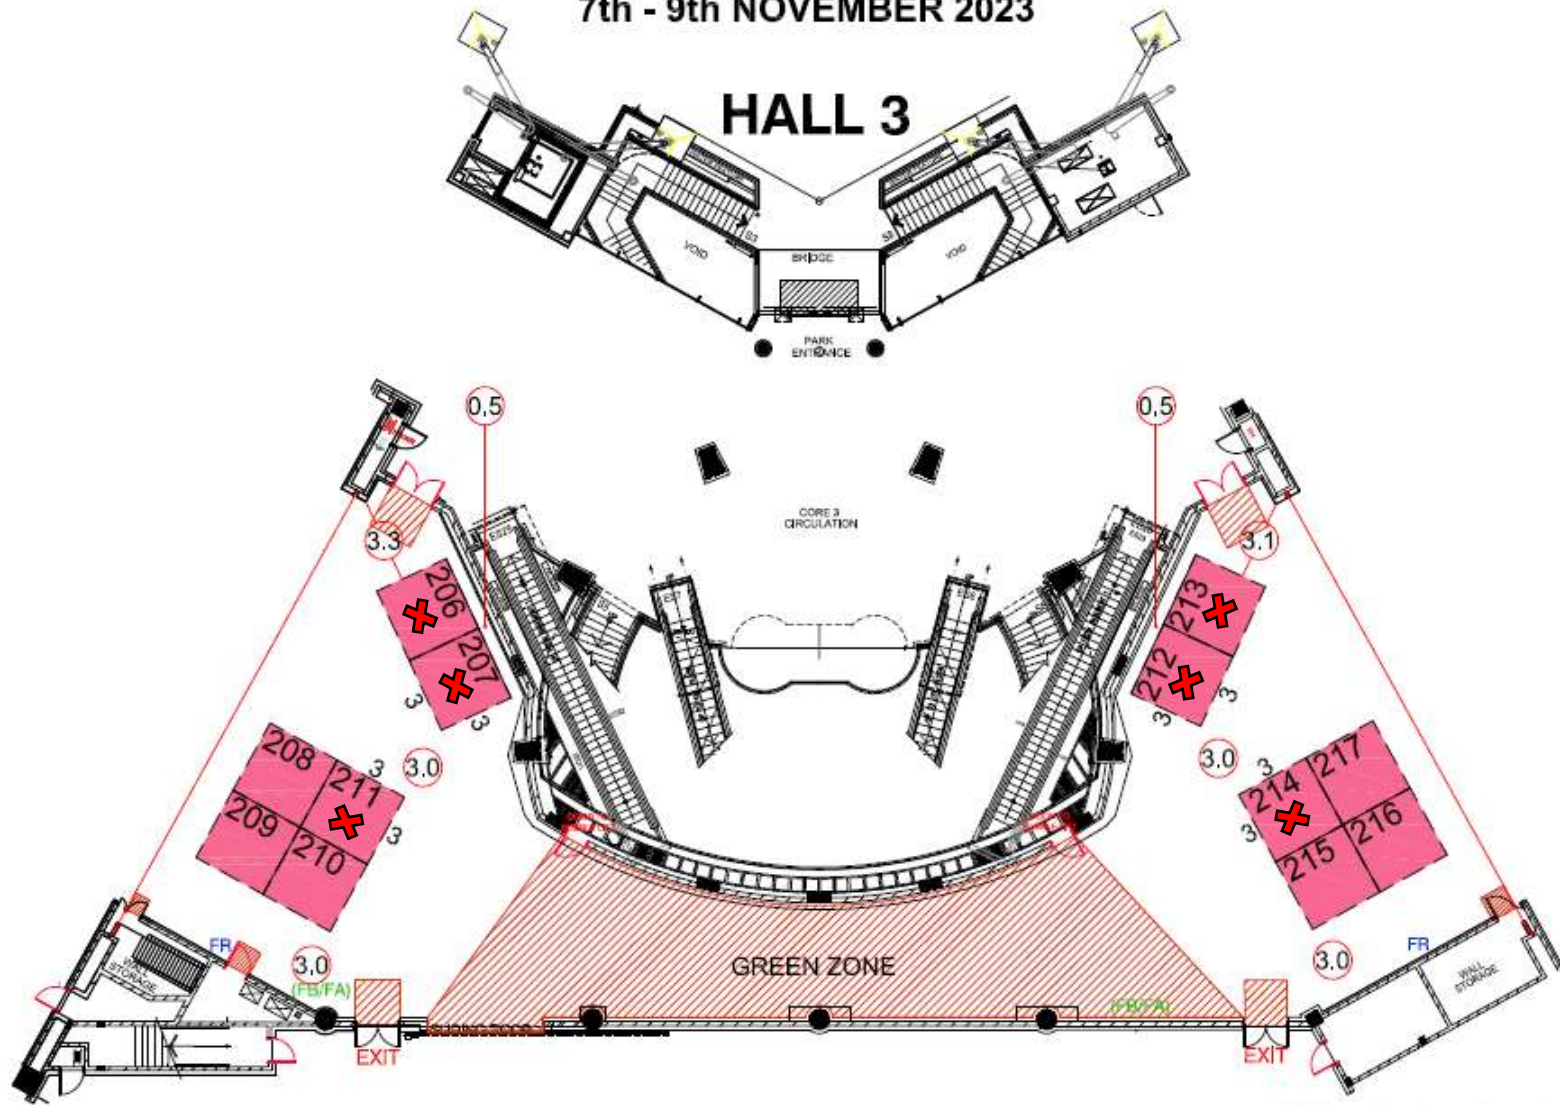 7th - 9th NOVEMBER 2023
HALL 3
VOID
S3
BRIDGE
VOID
PARK
ENTRANCE
0,5
0,5
CORE 3
CIRCULATION
3.3
3.1
206
207
3
3
213
212
3
3
208
211
209
210
3
3
3.0
3,0
214
217
215
216
3
3
GREEN ZONE
FR
3,0
(FB/FA)
WALL
STORAGE
EXIT
(FB/FA)
EXIT
3,0
FR
WALL
STORAGE